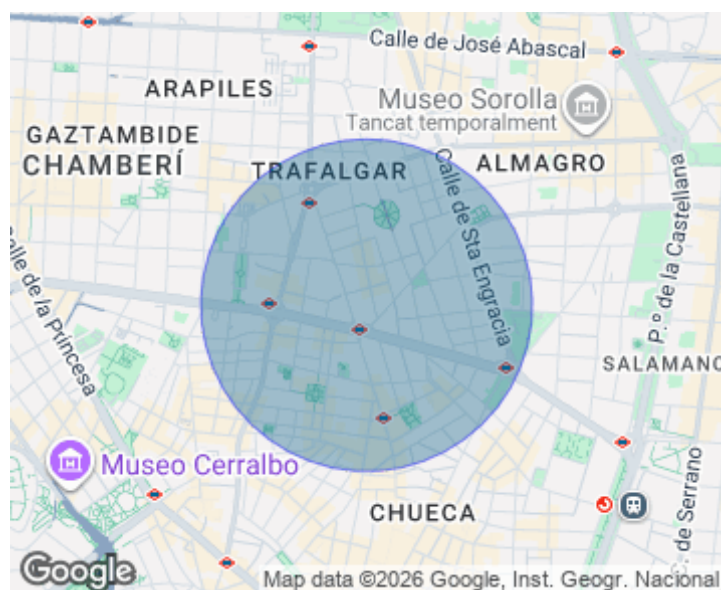 Calle de José Abascal
ARAPILES
Museo Sorolla
Tancat temporalment
GAZTAMBIDE
CHAMBERÍ
TRAFALGAR
ALMAGRO
Calle de Sta Engracia
P.º de la Castellana
Calle de la Princesa
SALAMANC
Museo Cerralbo
CHUECA
C. de Serrano
Google
Map data ©2026 Google, Inst. Geogr. Nacional